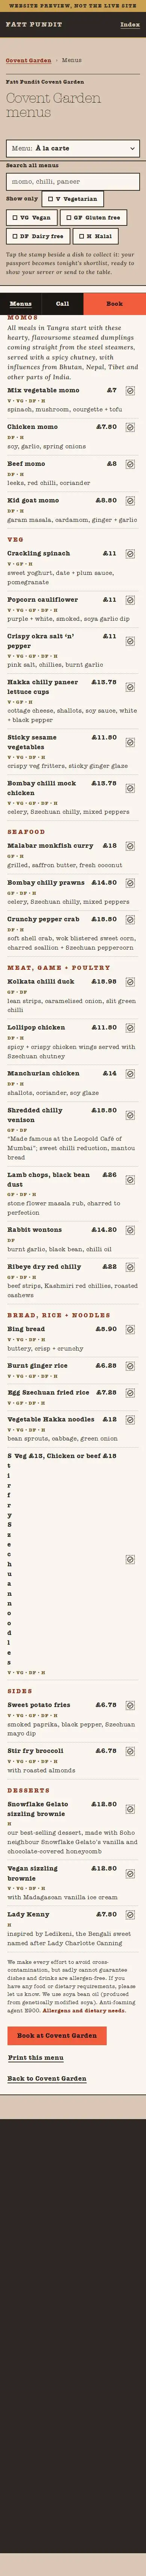 WEBSITE PREVIEW, NOT THE LIVE SITE
FATT PUNDIT
Index
Covent Garden › Menus
Fatt Pundit Covent Garden
Covent Garden
menus
Menu: À la carte
Search all menus
momo, chilli, paneer
Show only
V Vegetarian
VG Vegan
GF Gluten free
DF Dairy free
H Halal
Tap the stamp beside a dish to collect it: your
paper becomes tonight's shortlist, ready to
show your server or send to the table.
Menus
Call
Book
MOMOS
All meals in Tangra start with these
hearty, flavoursome steamed dumplings
coming straight from the steel steamers,
served with a spicy chutney, with
influences from Bhutan, Nepal, Tibet and
other parts of India.
Mix vegetable momo £7
V · VG · DF · H
spinach, mushroom, courgette + tofu
Chicken momo £7.80
DF · H
soy, garlic, spring onions
Beef momo £8
DF · H
leeks, red chilli, coriander
Kid goat momo £8.80
DF · H
garam masala, cardamom, ginger + garlic
VEG
Crackling spinach £11
V · GF · H
sweet yoghurt, date + plum sauce,
pomegranate
Popcorn cauliflower £11
V · VG · GF · DF · H
purple + white, smoked, soya garlic dip
Crispy okra salt 'n' £11
pepper
V · VG · GF · DF · H
pink salt, chilies, burnt garlic
Hakka chilly paneer £13.75
lettuce cups
V · GF · H
cottage cheese, shallots, soy sauce, white
+ black pepper
Sticky sesame £11.50
vegetables
V · VG · DF · H
crispy veg fritters, sticky ginger glaze
Bombay chilli mock £13.75
chicken
V · VG · DF · H
celery, Szechuan chilly, mixed peppers
SEAFOOD
Malabar monkfish curry £18
GF · H
grilled, saffron butter, fresh coconut
Bombay chilly prawns £14.50
GF · DF · H
celery, Szechuan chilly, mixed peppers
Crunchy pepper crab £15.50
DF · H
soft shell crab, wok blistered sweet corn,
charred scallion + Szechuan peppercorn
MEAT, GAME + POULTRY
Kolkata chilli duck £15.95
GF · DF
lean strips, caramelised onion, slit green
chilli
Lollipop chicken £11.50
DF · H
spicy + crispy chicken wings served with
Szechuan chutney
Manchurian chicken £14
DF · H
shallots, coriander, soy glaze
Shredded chilly £15.50
venison
GF · DF
"Made famous at the Leopold Café of
Mumbai", sweet chilli reduction, mantou
bread
Lamb chops, black bean £26
dust
GF · DF · H
stone flower masala rub, charred to
perfection
Rabbit wontons £14.20
DF
burnt garlic, black bean, chilli oil
Ribeye dry red chilly £22
GF · DF · H
beef strips, Kashmiri red chillies, roasted
cashews
BREAD, RICE + NOODLES
Bing bread £5.90
V · VG · DF · H
buttery, crisp + crunchy
Burnt ginger rice £6.25
V · VG · GF · DF · H
Egg Szechuan fried rice £7.25
V · GF · DF · H
Vegetable Hakka noodles £12
V · VG · DF · H
bean sprouts, cabbage, green onion
S Veg £13, Chicken or beef £15
t
i
r
f
r
y
S
z
e
c
h
u
a
n
n
o
o
d
l
e
s
V · VG · DF · H
SIDES
Sweet potato fries £6.75
V · VG · GF · DF · H
smoked paprika, black pepper, Szechuan
mayo dip
Stir fry broccoli £6.75
V · VG · GF · DF · H
with roasted almonds
DESSERTS
Snowflake Gelato £12.50
sizzling brownie
H
our best-selling dessert, made with Soho
neighbour Snowflake Gelato's vanilla and
chocolate-covered honeycomb
Vegan sizzling £12.50
brownie
V · VG · DF · H
with Madagascan vanilla ice cream
Lady Kenny £7.50
H
inspired by Ledikeni, the Bengali sweet
named after Lady Charlotte Canning
We make every effort to avoid cross-
contamination, but sadly cannot guarantee
dishes and drinks are allergen-free. If you
have any food or dietary requirements, please
let us know. We use soya bean oil (produced
from genetically modified soya). Anti-foaming
agent E900. Allergens and dietary needs.
Book at Covent Garden
Print this menu
Back to Covent Garden